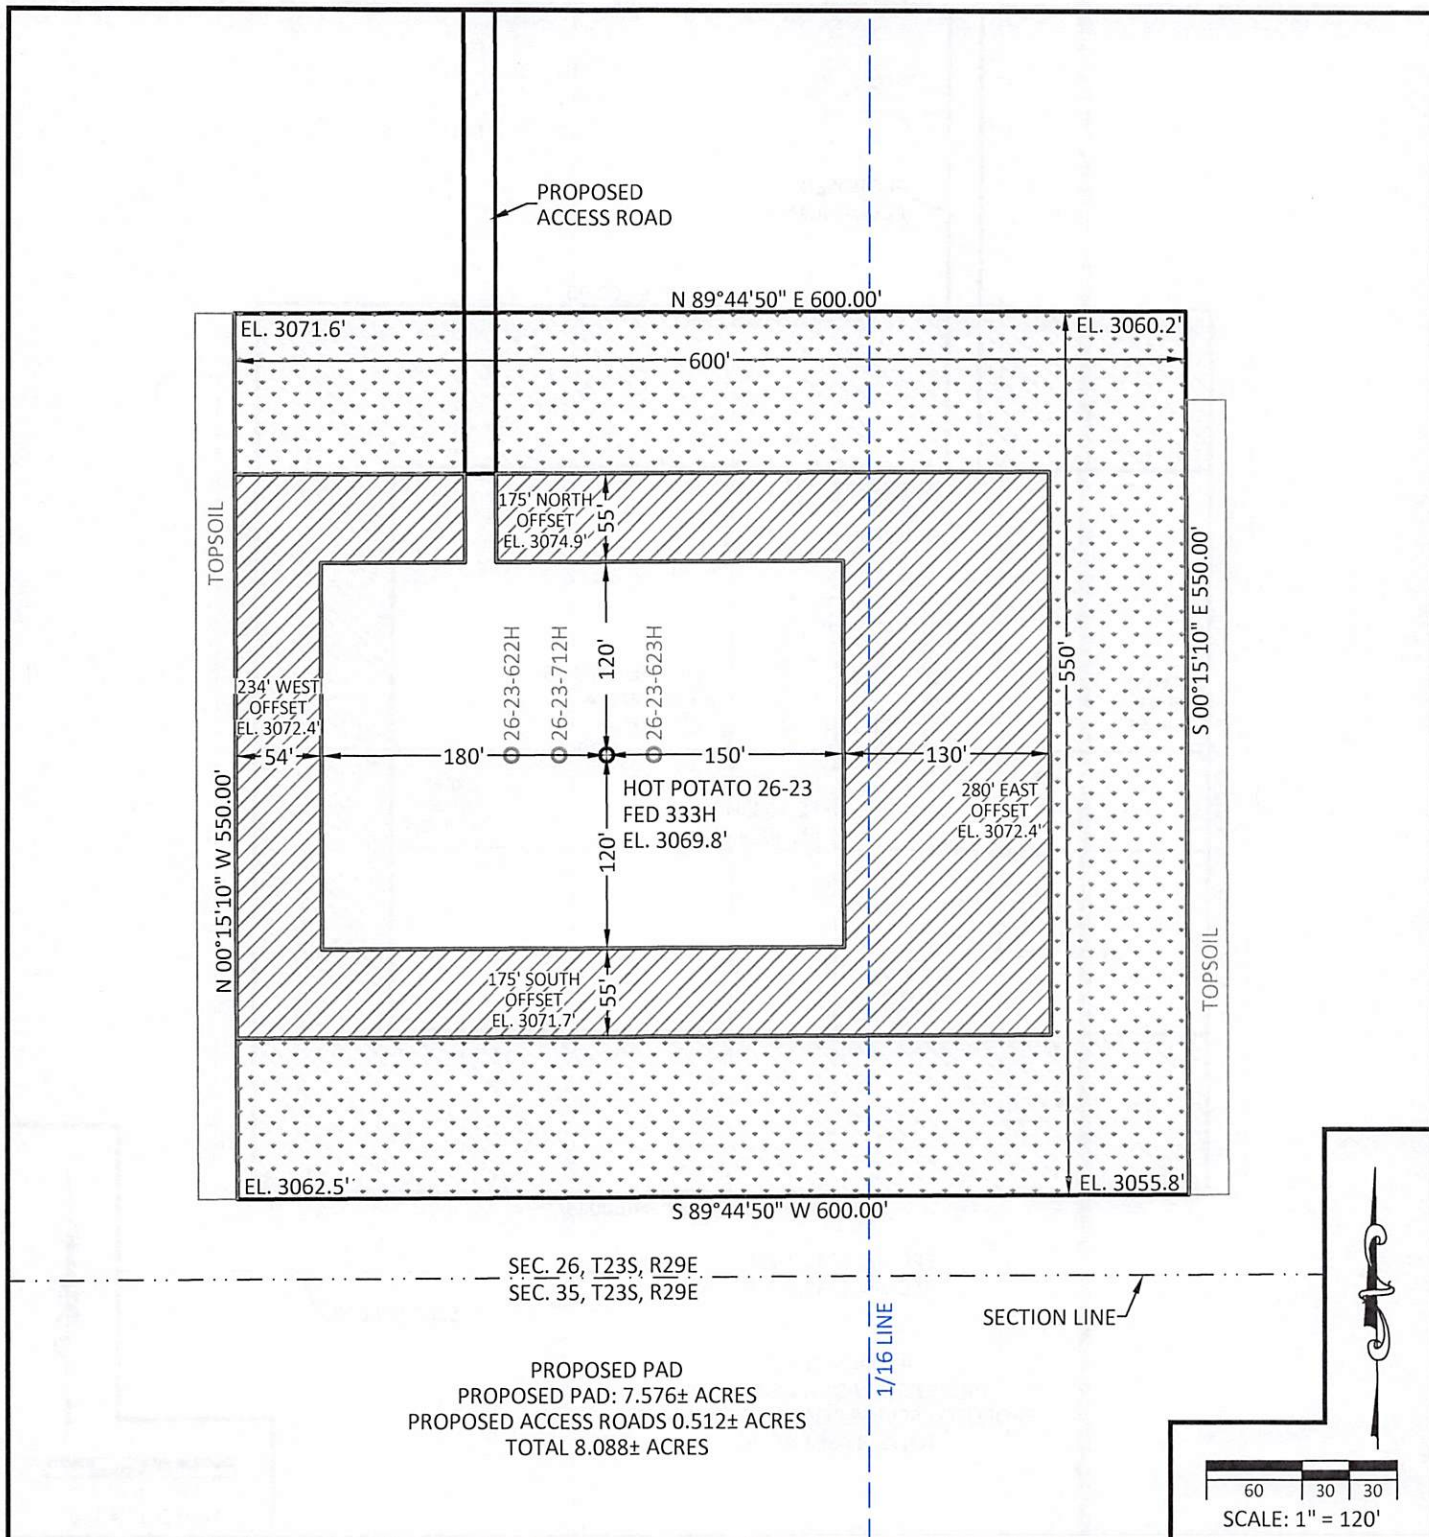 PROPOSED
ACCESS ROAD
N 89°44'50" E 600.00'
EL. 3071.6'
EL. 3060.2'
600'
TOPSOIL
175' NORTH
OFFSET
EL. 3074.9'
55'
S 00°15'10" E 550.00'
550'
26-23-622H
26-23-712H
120'
26-23-623H
234' WEST
OFFSET
EL. 3072.4'
54'
180'
150'
130'
HOT POTATO 26-23
FED 333H
EL. 3069.8'
280' EAST
OFFSET
EL. 3072.4'
120'
N 00°15'10" W 550.00'
175' SOUTH
OFFSET
EL. 3071.7'
55'
TOPSOIL
EL. 3062.5'
EL. 3055.8'
S 89°44'50" W 600.00'
SEC. 26, T23S, R29E
SEC. 35, T23S, R29E
SECTION LINE
1/16 LINE
PROPOSED PAD
PROPOSED PAD: 7.576± ACRES
PROPOSED ACCESS ROADS 0.512± ACRES
TOTAL 8.088± ACRES
60 30 30
SCALE: 1" = 120'